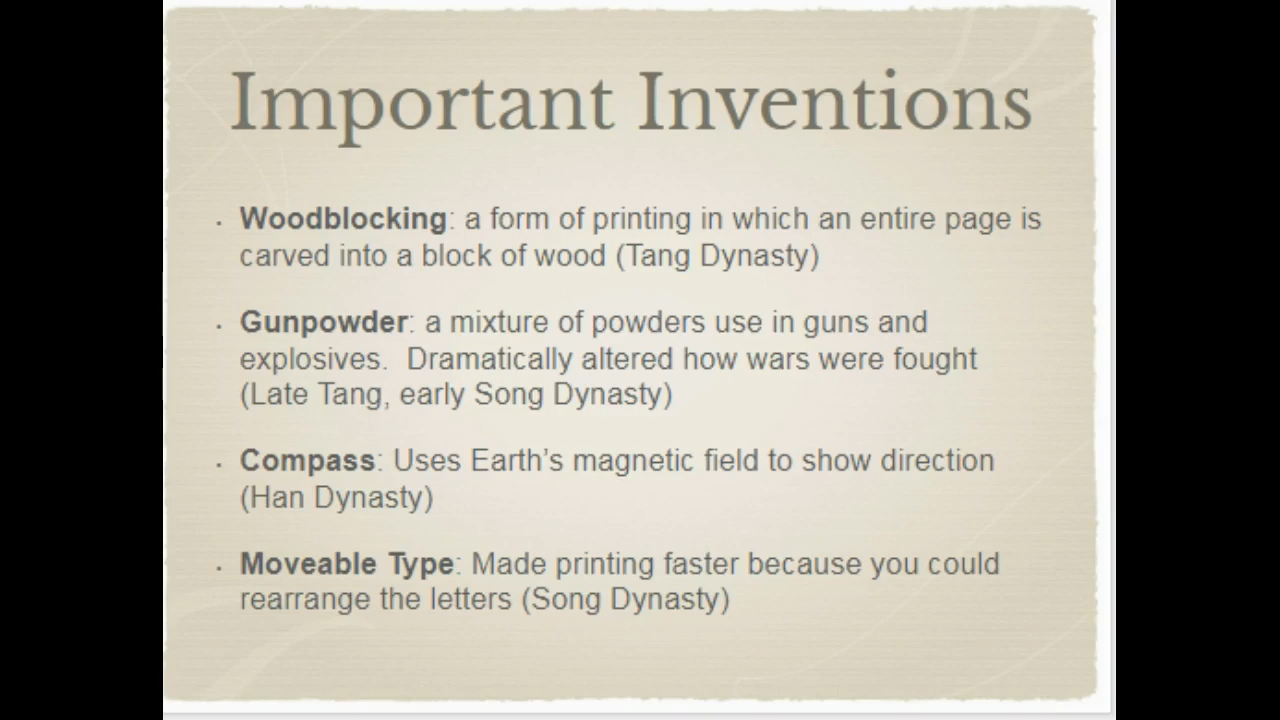 Important Inventions
· Woodblocking: a form of printing in which an entire page is
carved into a block of wood (Tang Dynasty)
· Gunpowder: a mixture of powders use in guns and
explosives.  Dramatically altered how wars were fought
(Late Tang, early Song Dynasty)
· Compass: Uses Earth’s magnetic field to show direction
(Han Dynasty)
· Moveable Type: Made printing faster because you could
rearrange the letters (Song Dynasty)